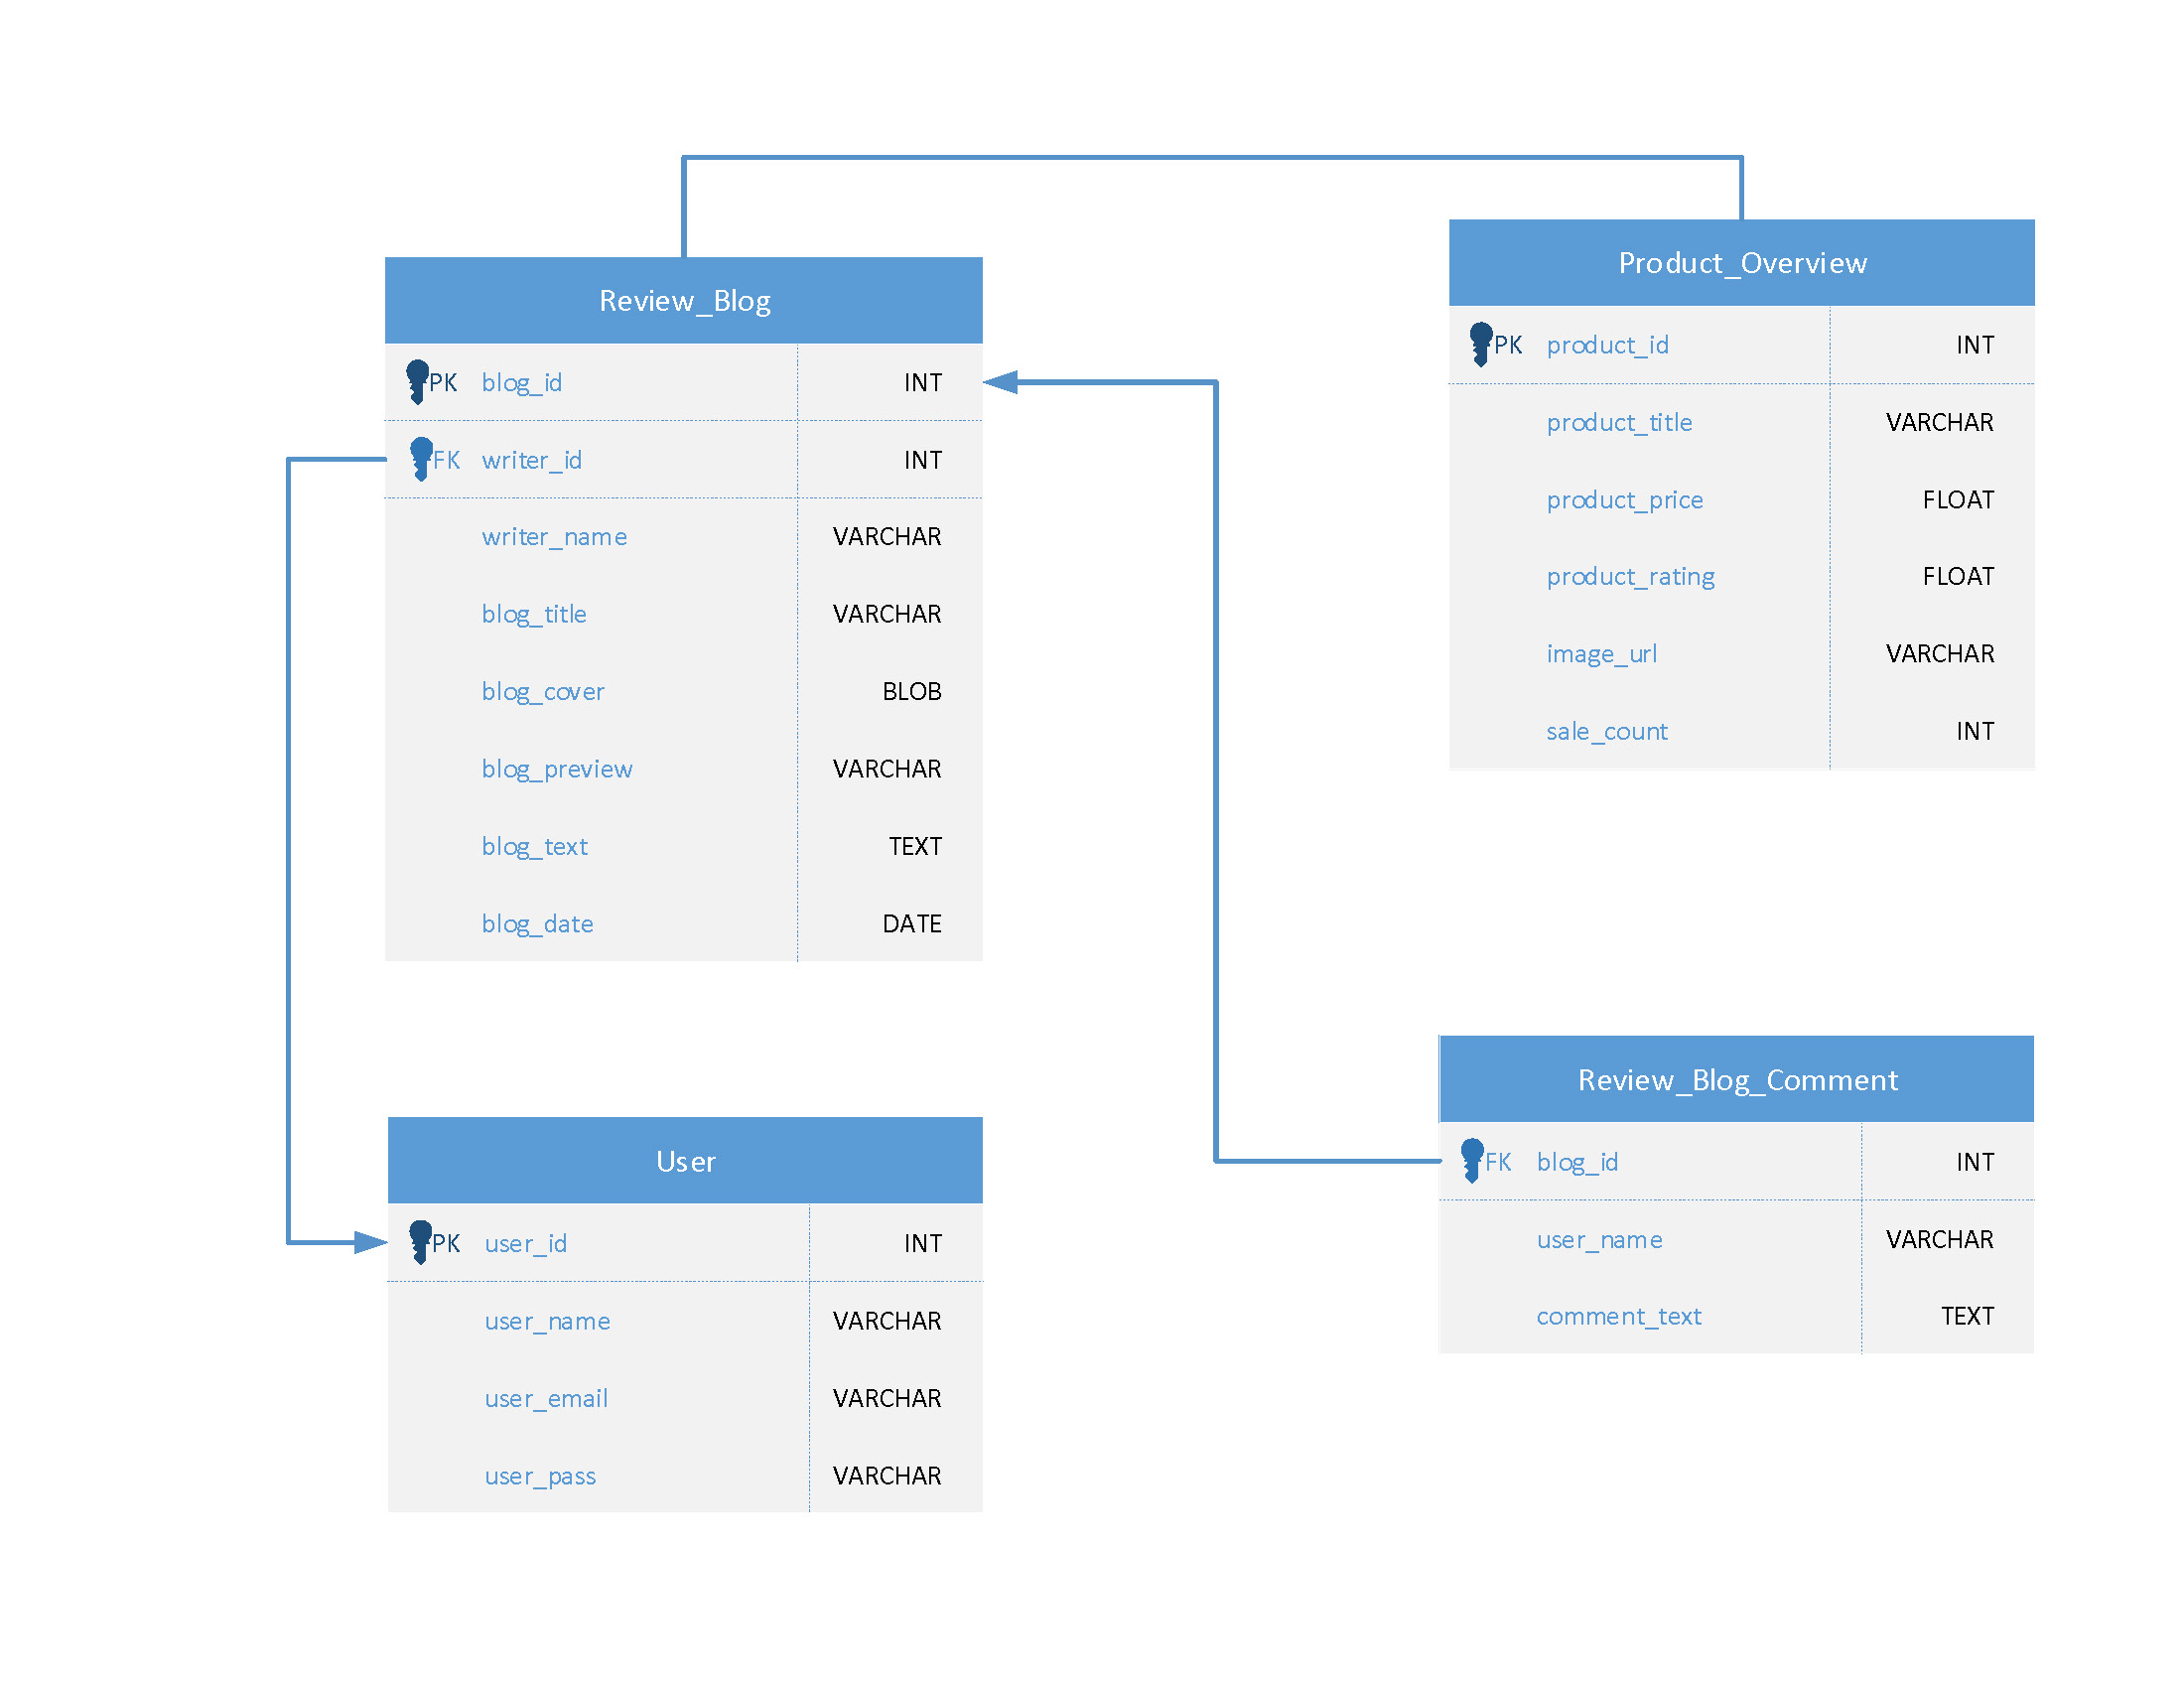 Review_Blog
PK blog_id INT
FK writer_id INT
writer_name VARCHAR
blog_title VARCHAR
blog_cover BLOB
blog_preview VARCHAR
blog_text TEXT
blog_date DATE
Product_Overview
PK product_id INT
product_title VARCHAR
product_price FLOAT
product_rating FLOAT
image_url VARCHAR
sale_count INT
User
PK user_id INT
user_name VARCHAR
user_email VARCHAR
user_pass VARCHAR
Review_Blog_Comment
FK blog_id INT
user_name VARCHAR
comment_text TEXT